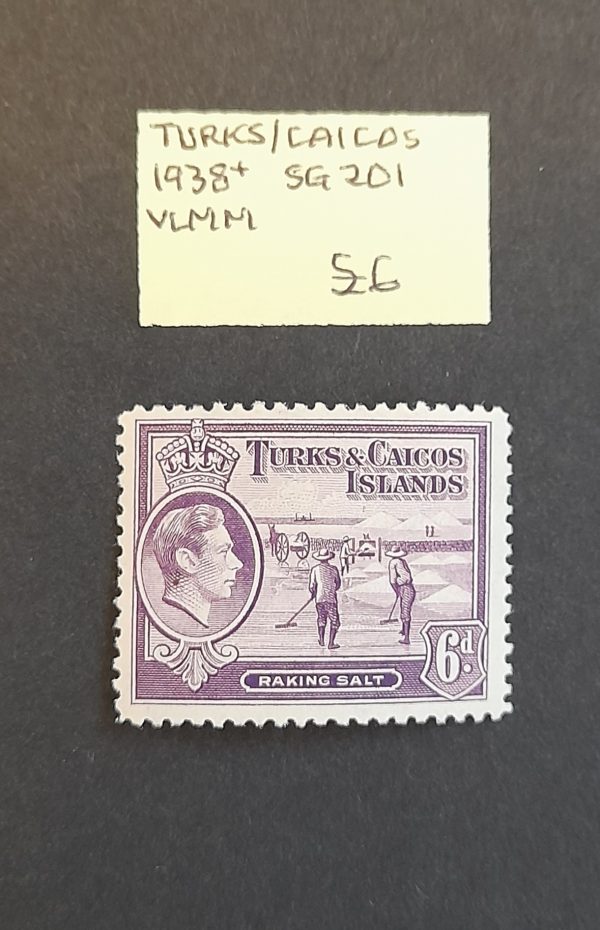 TURKS/CAICOS
1938+ SG 201
VLMM
£6
TURKS & CAICOS
ISLANDS
RAKING SALT
6d.